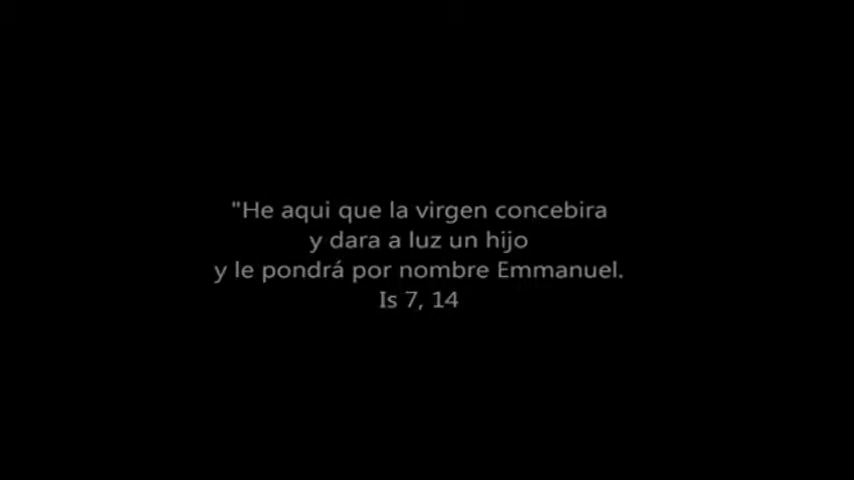 "He aqui que la virgen concebira
y dara a luz un hijo
y le pondrá por nombre Emmanuel.
Is 7, 14